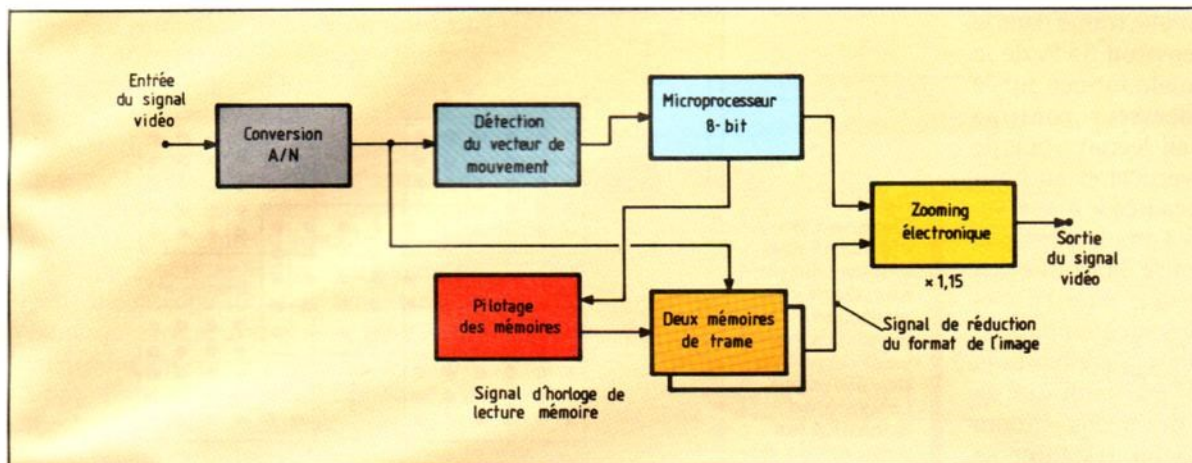 Entrée
du signal
vidéo
Conversion
A/N
Détection
du vecteur de
mouvement
Microprocesseur
8-bit
Zooming
électronique
× 1,15
Sortie
du signal
vidéo
Pilotage
des mémoires
Deux mémoires
de trame
Signal de réduction
du format de l'image
Signal d'horloge de
lecture mémoire